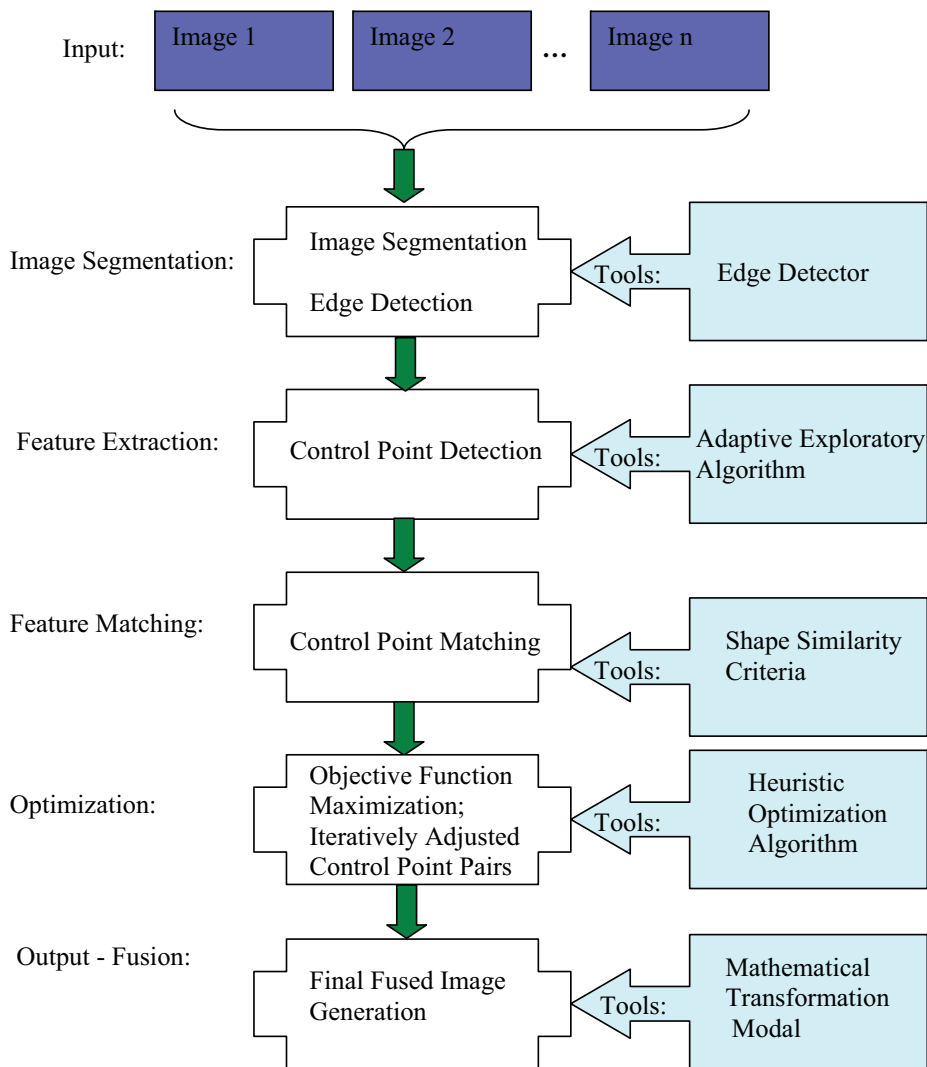 Input:
Image 1
Image 2
...
Image n
Image Segmentation:
Image Segmentation
Edge Detection
Tools:
Edge Detector
Feature Extraction:
Control Point Detection
Tools:
Adaptive Exploratory
Algorithm
Feature Matching:
Control Point Matching
Tools:
Shape Similarity
Criteria
Optimization:
Objective Function
Maximization;
Iteratively Adjusted
Control Point Pairs
Tools:
Heuristic
Optimization
Algorithm
Output - Fusion:
Final Fused Image
Generation
Tools:
Mathematical
Transformation
Modal